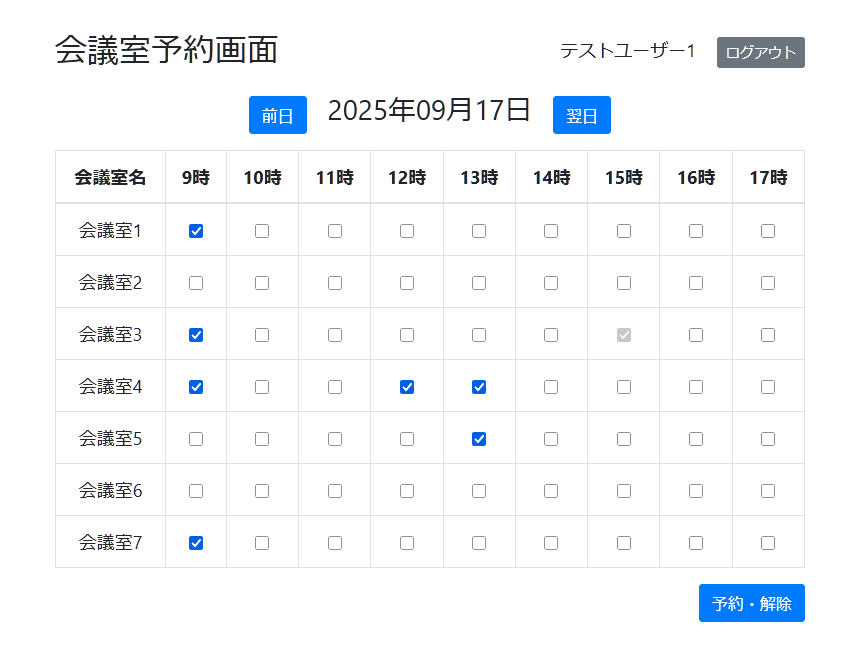 会議室予約画面
テストユーザー1 ログアウト
前日 2025年09月17日 翌日
会議室名 9時 10時 11時 12時 13時 14時 15時 16時 17時
会議室1
会議室2
会議室3
会議室4
会議室5
会議室6
会議室7
予約・解除